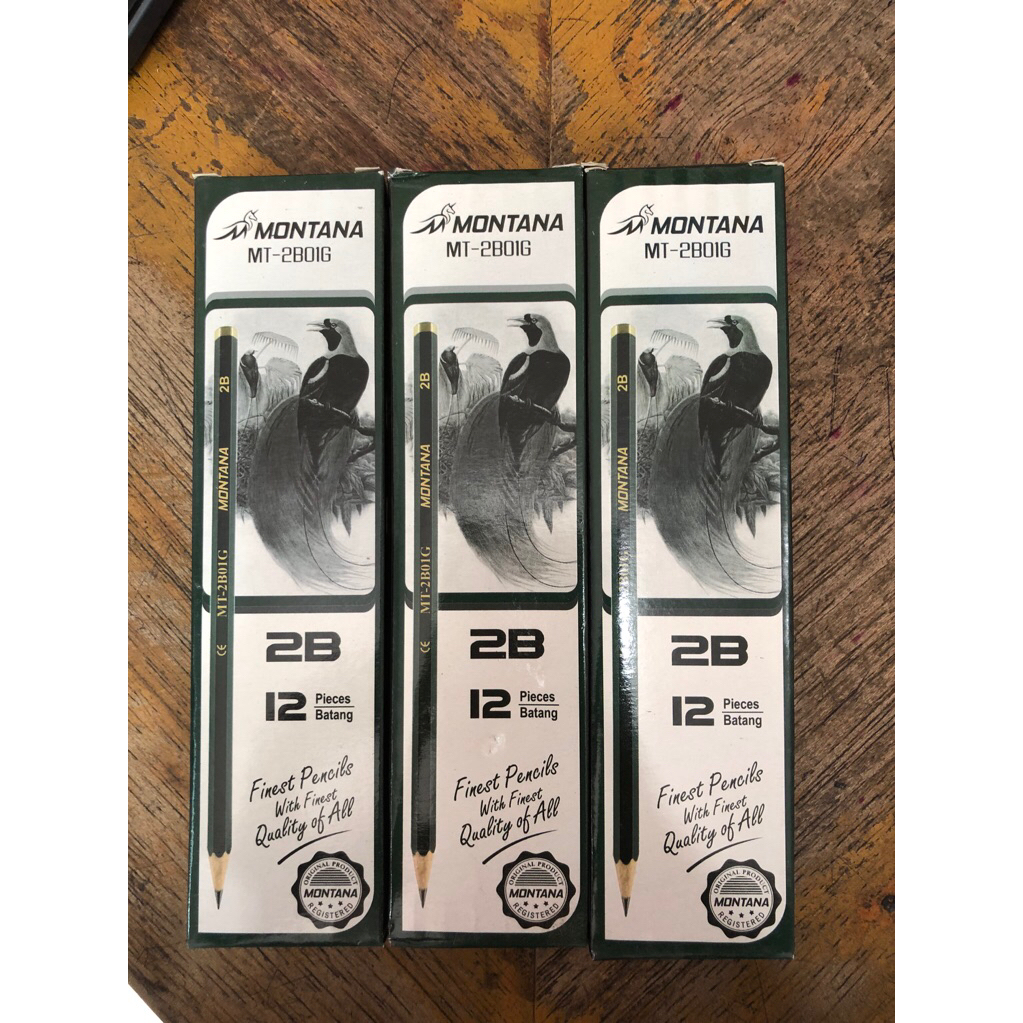 MONTANA
MT-2B01G
2B
MONTANA
MT-2B01G
CE
2B
12 Pieces
Batang
Finest Pencils
With Finest
Quality of All
ORIGINAL PRODUCT
MONTANA
REGISTERED
MONTANA
MT-2B01G
2B
MONTANA
MT-2B01G
CE
2B
12 Pieces
Batang
Finest Pencils
With Finest
Quality of All
ORIGINAL PRODUCT
MONTANA
REGISTERED
MONTANA
MT-2B01G
2B
MONTANA
2B01G
2B
12 Pieces
Batang
Finest Pencils
With Finest
Quality of All
ORIGINAL PRODUCT
MONTANA
REGISTERED